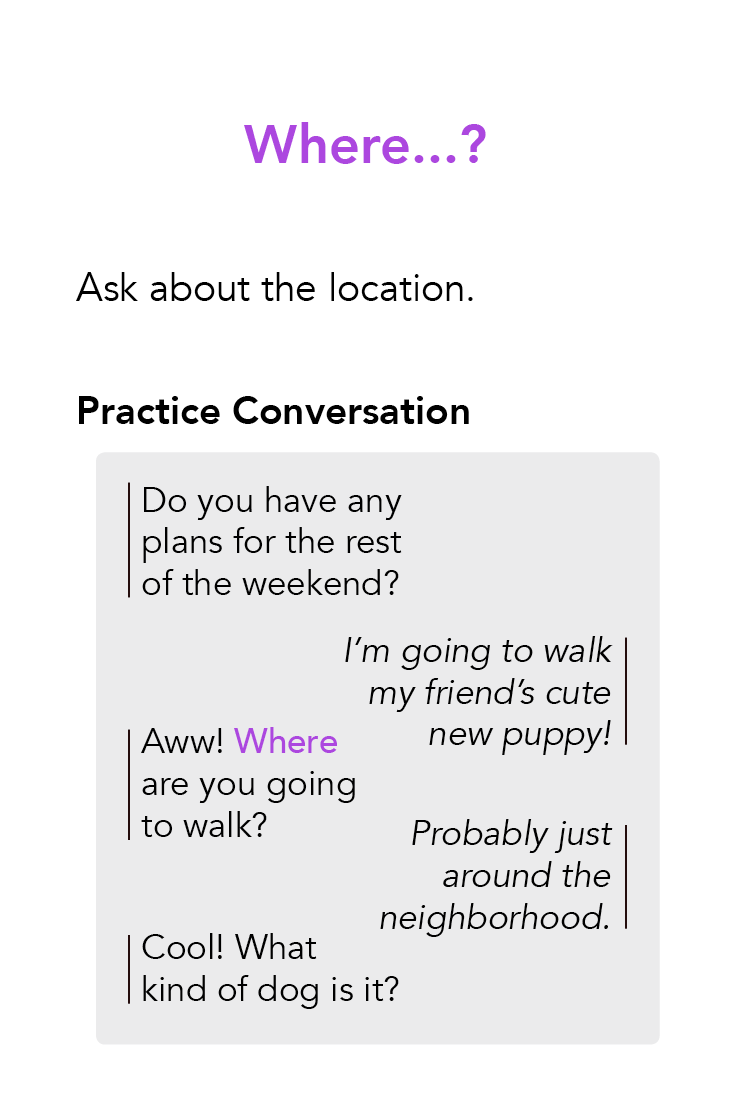 Where...?
Ask about the location.
Practice Conversation
Do you have any
plans for the rest
of the weekend?
I’m going to walk
my friend’s cute
new puppy!
Aww! Where
are you going
to walk?
Probably just
around the
neighborhood.
Cool! What
kind of dog is it?